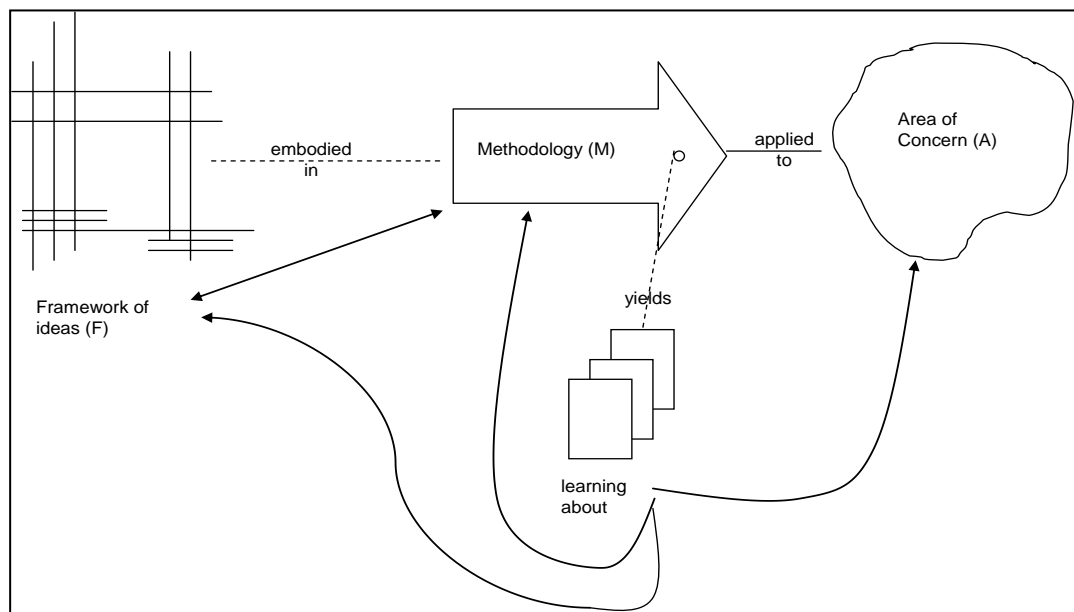 embodied
in
Methodology (M)
applied
to
Area of
Concern (A)
Framework of
ideas (F)
yields
learning
about